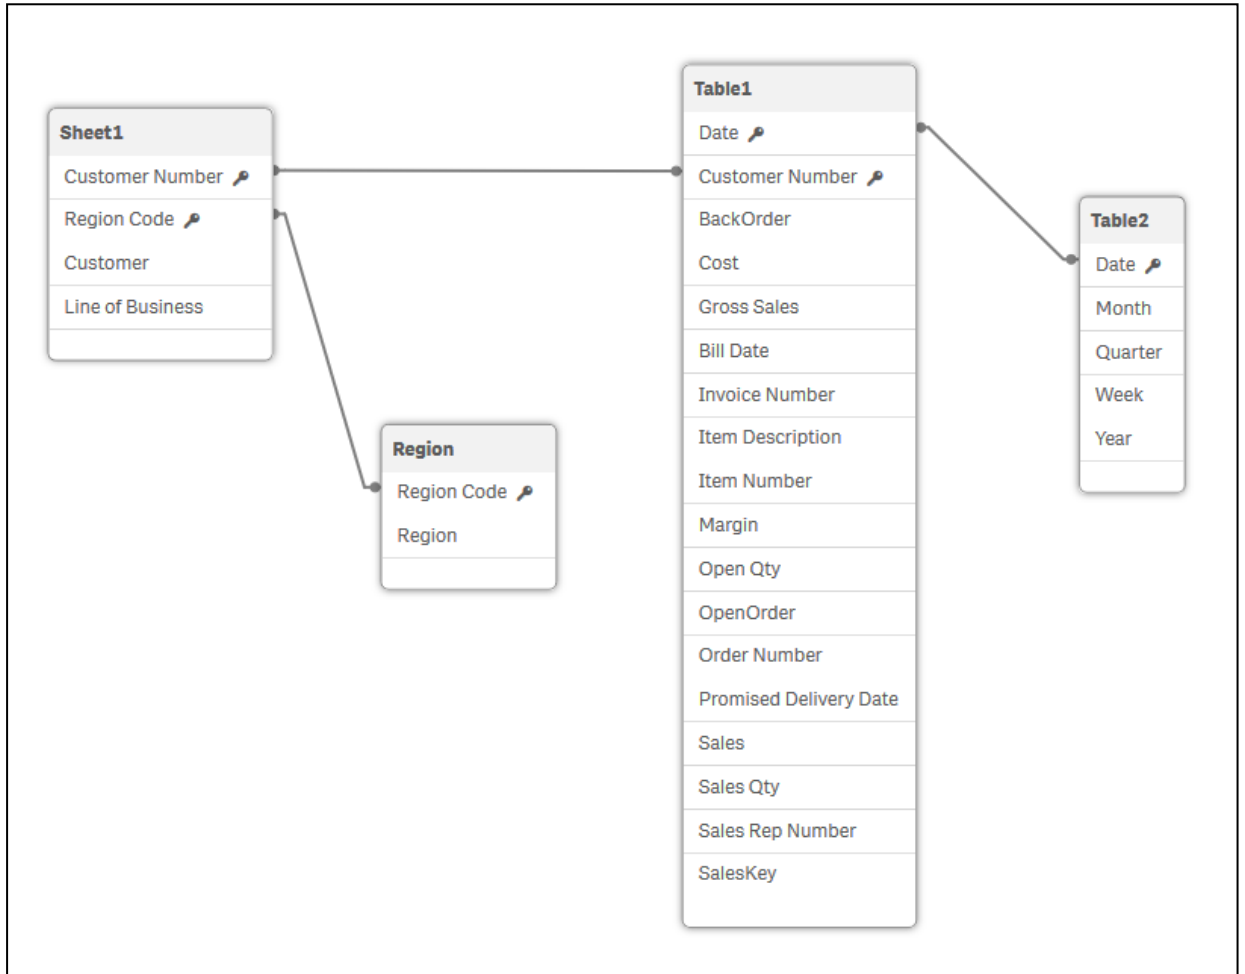 Sheet1
Customer Number
Region Code
Customer
Line of Business
Region
Region Code
Region
Table1
Date
Customer Number
BackOrder
Cost
Gross Sales
Bill Date
Invoice Number
Item Description
Item Number
Margin
Open Qty
OpenOrder
Order Number
Promised Delivery Date
Sales
Sales Qty
Sales Rep Number
SalesKey
Table2
Date
Month
Quarter
Week
Year